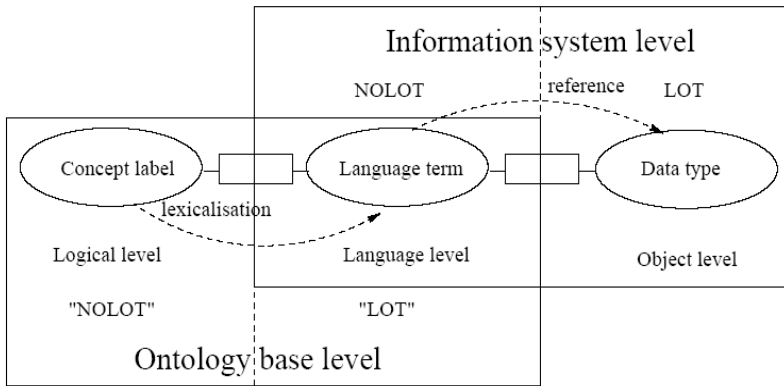 Information system level
NOLOT
reference
LOT
Concept label
Language term
Data type
lexicalisation
Logical level
Language level
Object level
"NOLOT"
"LOT"
Ontology base level